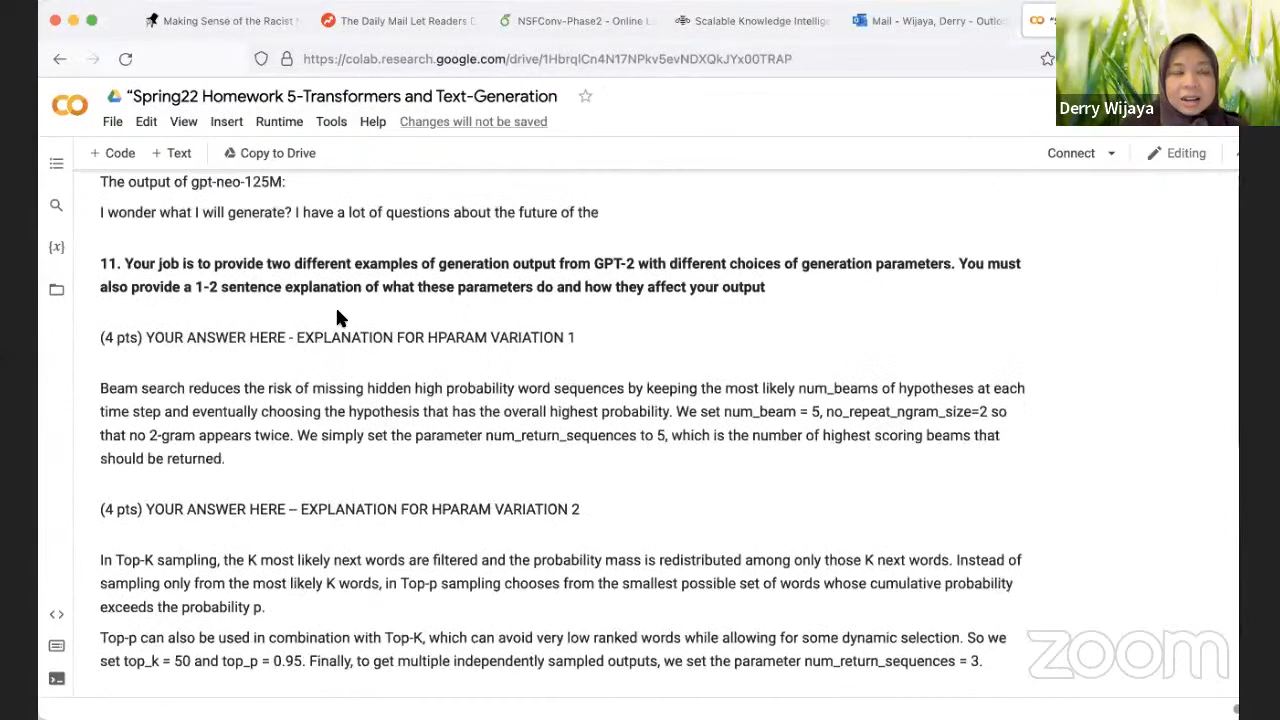 Making Sense of the Racist
The Daily Mail Let Readers D
NSFConv-Phase2 - Online L
Scalable Knowledge Intellige
Mail - Wijaya, Derry - Outlo
https://colab.research.google.com/drive/1HbrqlCn4N17NPkv5evNDXQkJYx00TRAP
Derry Wijaya
"Spring22 Homework 5-Transformers and Text-Generation
File Edit View Insert Runtime Tools Help Changes will not be saved
+ Code + Text Copy to Drive Connect Editing
The output of gpt-neo-125M:
I wonder what I will generate? I have a lot of questions about the future of the
{x}
11. Your job is to provide two different examples of generation output from GPT-2 with different choices of generation parameters. You must
also provide a 1-2 sentence explanation of what these parameters do and how they affect your output
(4 pts) YOUR ANSWER HERE - EXPLANATION FOR HPARAM VARIATION 1
Beam search reduces the risk of missing hidden high probability word sequences by keeping the most likely num_beams of hypotheses at each
time step and eventually choosing the hypothesis that has the overall highest probability. We set num_beam = 5, no_repeat_ngram_size=2 so
that no 2-gram appears twice. We simply set the parameter num_return_sequences to 5, which is the number of highest scoring beams that
should be returned.
(4 pts) YOUR ANSWER HERE – EXPLANATION FOR HPARAM VARIATION 2
In Top-K sampling, the K most likely next words are filtered and the probability mass is redistributed among only those K next words. Instead of
sampling only from the most likely K words, in Top-p sampling chooses from the smallest possible set of words whose cumulative probability
exceeds the probability p.
Top-p can also be used in combination with Top-K, which can avoid very low ranked words while allowing for some dynamic selection. So we
set top_k = 50 and top_p = 0.95. Finally, to get multiple independently sampled outputs, we set the parameter num_return_sequences = 3.
zoom